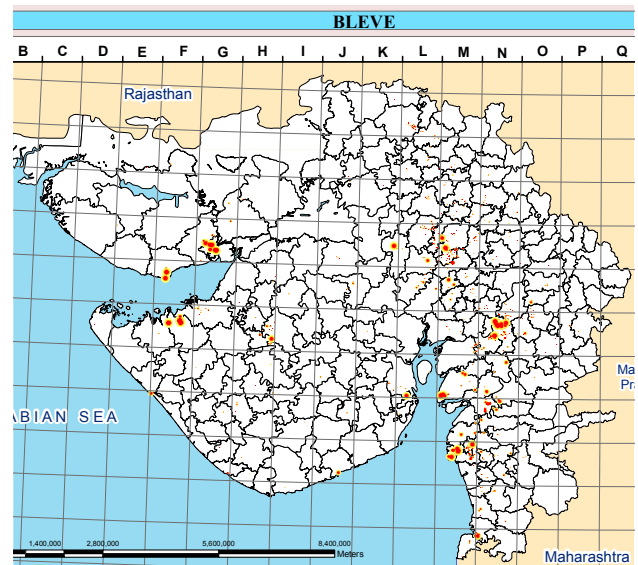 BLEVE
B C D E F G H I J K L M N O P Q
Rajasthan
Ma
Pra
ABIAN SEA
1,400,000 2,800,000 5,600,000 8,400,000
Meters
Maharashtra